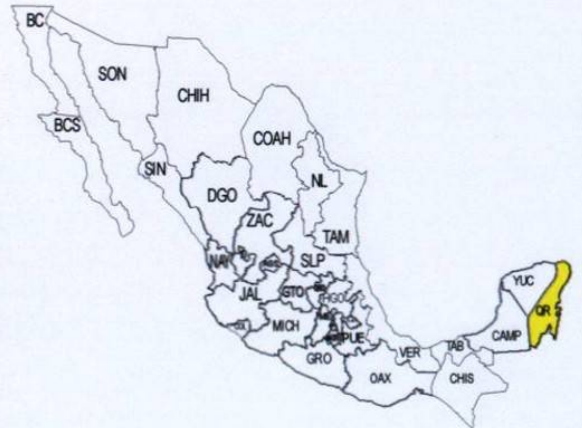 BC
SON
CHIH
BCS
COAH
SIN
NL
DGO
ZAC
TAM
NAY
SLP
YUC
JAL
GTO
HGO
QR
MICH
PUE
CAMP
VER
TAB
GRO
OAX
CHIS